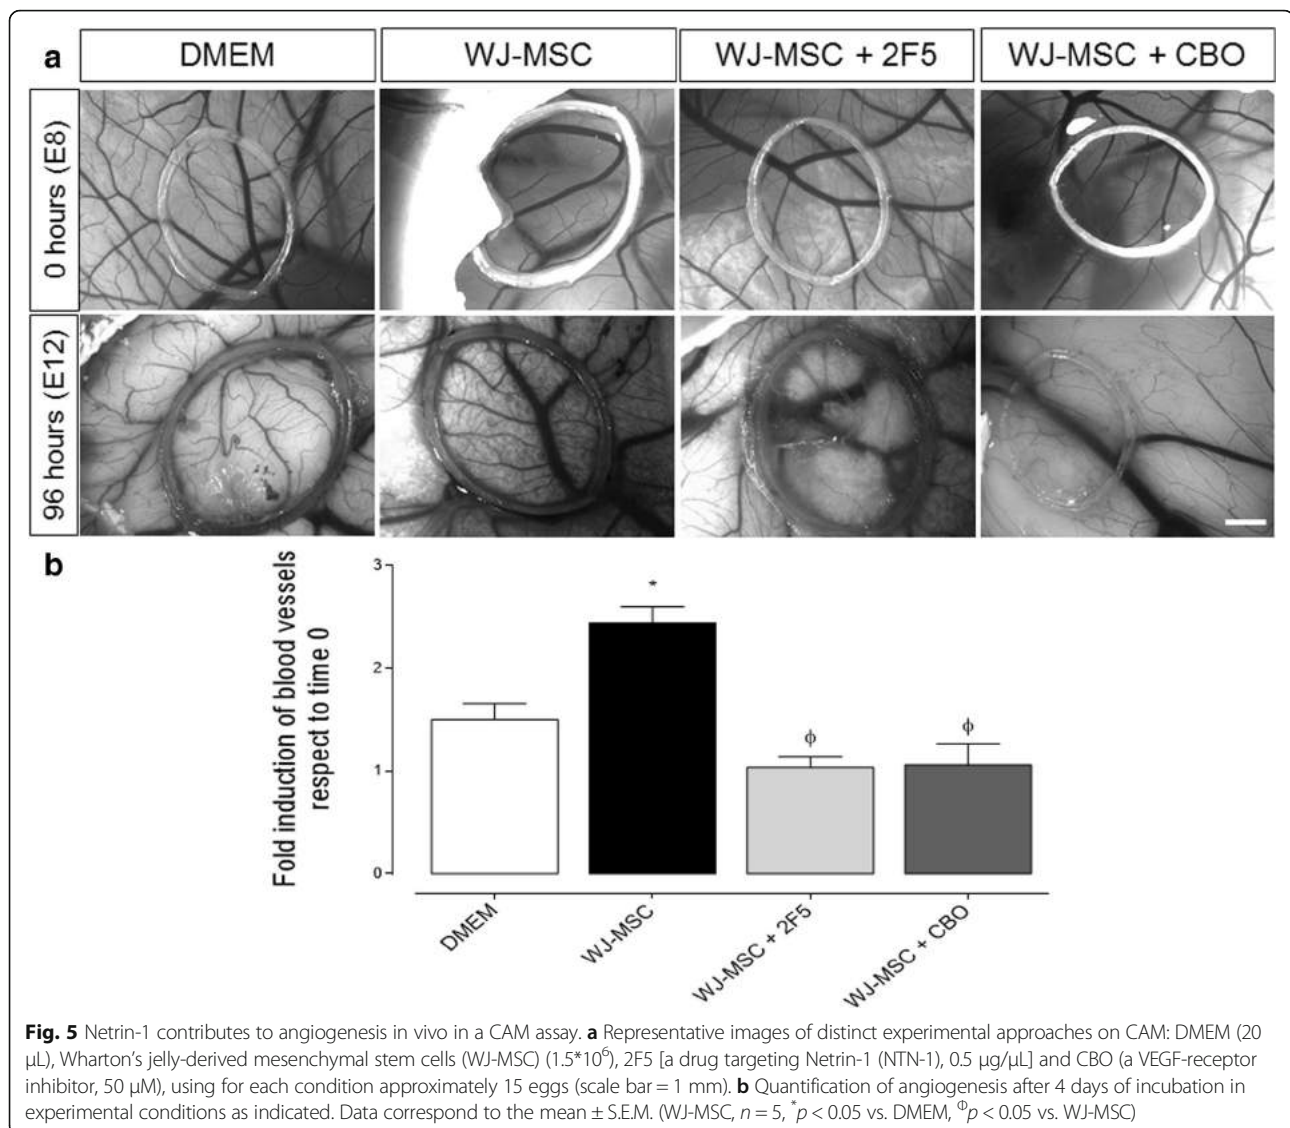 a
DMEM
WJ-MSC
WJ-MSC + 2F5
WJ-MSC + CBO
0 hours (E8)
96 hours (E12)
b
Fold induction of blood vessels
respect to time 0
3
2
1
0
*
ϕ
ϕ
DMEM
WJ-MSC
WJ-MSC + 2F5
WJ-MSC + CBO
Fig. 5 Netrin-1 contributes to angiogenesis in vivo in a CAM assay. a Representative images of distinct experimental approaches on CAM: DMEM (20
μL), Wharton's jelly-derived mesenchymal stem cells (WJ-MSC) (1.5*10⁶), 2F5 [a drug targeting Netrin-1 (NTN-1), 0.5 μg/μL] and CBO (a VEGF-receptor
inhibitor, 50 μM), using for each condition approximately 15 eggs (scale bar = 1 mm). b Quantification of angiogenesis after 4 days of incubation in
experimental conditions as indicated. Data correspond to the mean ± S.E.M. (WJ-MSC, n = 5, *p < 0.05 vs. DMEM, Φp < 0.05 vs. WJ-MSC)